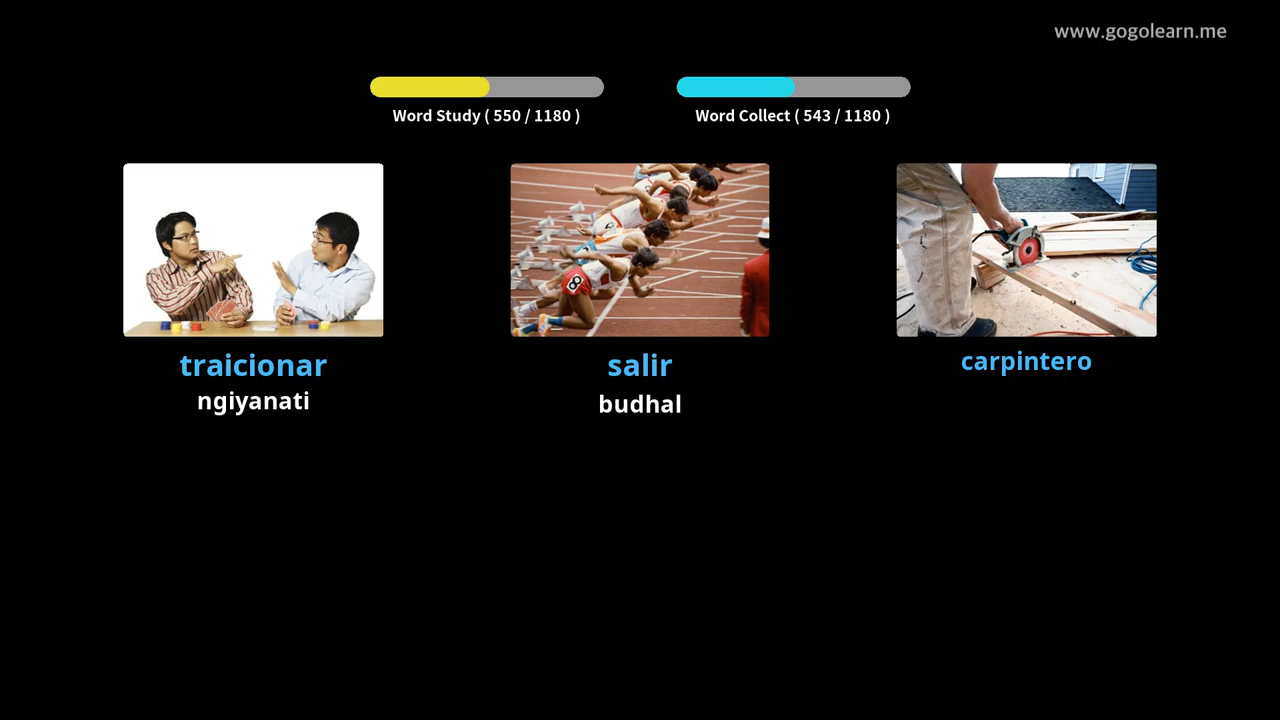 www.gogolearn.me
Word Study ( 550 / 1180 )
Word Collect ( 543 / 1180 )
traicionar
ngiyanati
salir
budhal
carpintero